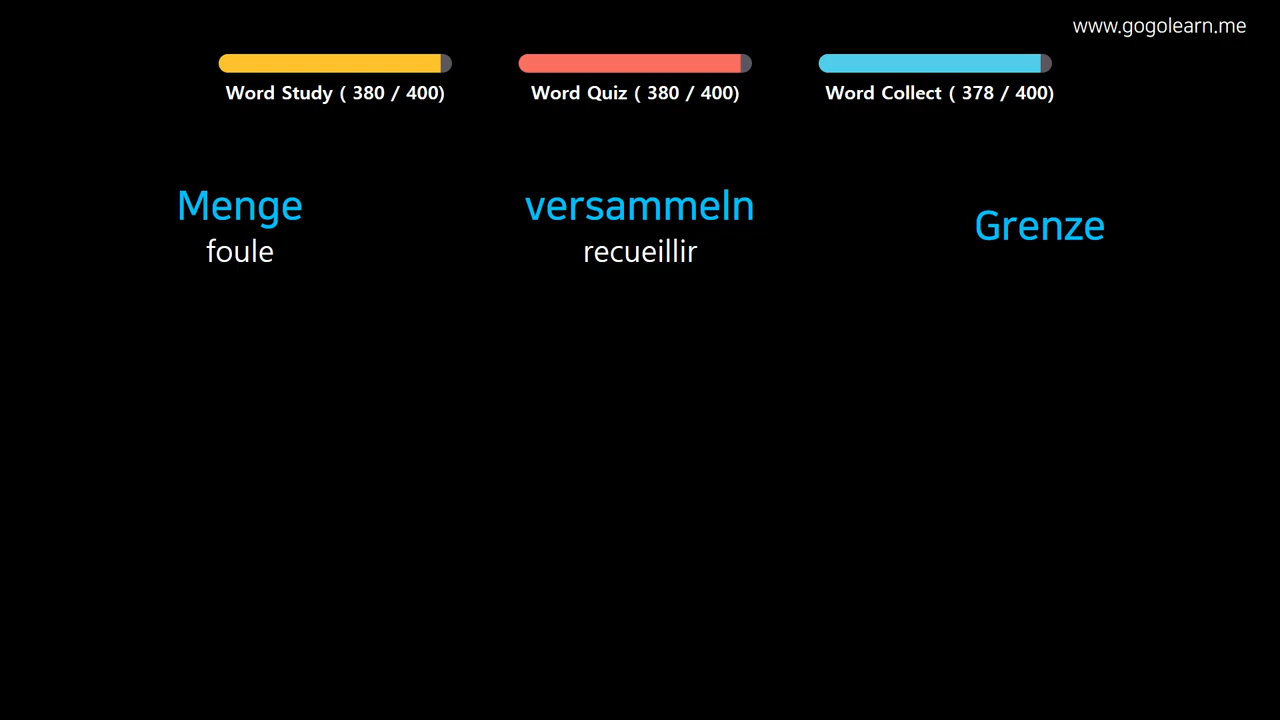 www.gogolearn.me
Word Study ( 380 / 400)
Word Quiz ( 380 / 400)
Word Collect ( 378 / 400)
Menge
foule
versammeln
recueillir
Grenze